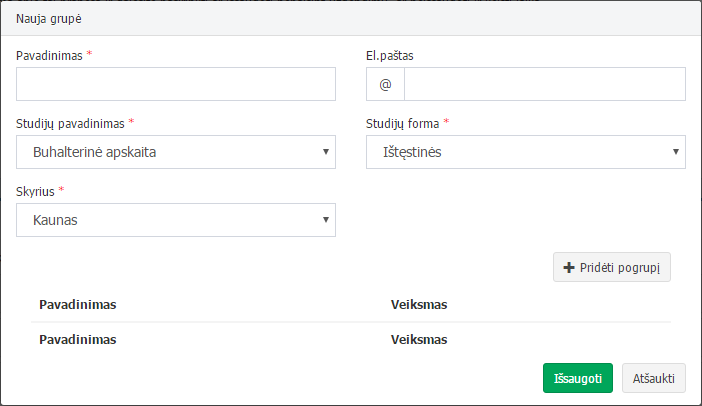 Nauja grupė
Pavadinimas *
El.paštas
@
Studijų pavadinimas *
Studijų forma *
Buhalterinė apskaita
Ištęstinės
Skyrius *
Kaunas
Pridėti pogrupį
Pavadinimas Veiksmas
Pavadinimas Veiksmas
Išsaugoti Atšaukti